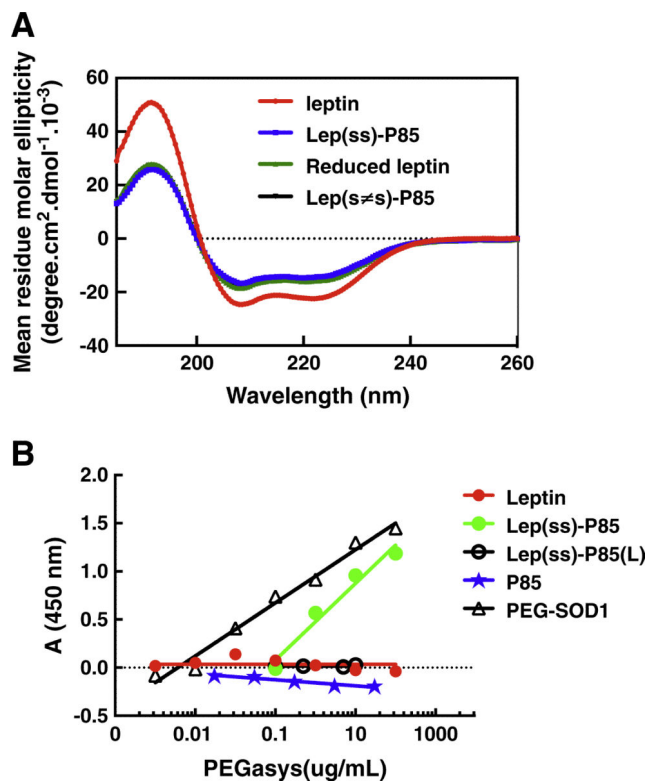 A
Mean residue molar ellipticity
(degree.cm².dmol⁻¹.10⁻³)
60
40
20
0
-20
-40
leptin
Lep(ss)-P85
Reduced leptin
Lep(s≠s)-P85
200
220
240
260
Wavelength (nm)
B
A (450 nm)
2.0
1.5
1.0
0.5
0.0
-0.5
Leptin
Lep(ss)-P85
Lep(ss)-P85(L)
P85
PEG-SOD1
0
0.01
0.1
10
1000
PEGasys(ug/mL)